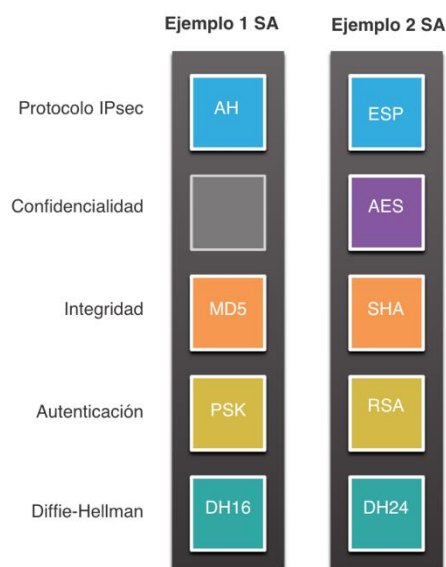 Ejemplo 1 SA Ejemplo 2 SA
Protocolo IPsec AH ESP
Confidencialidad AES
Integridad MD5 SHA
Autenticación PSK RSA
Diffie-Hellman DH16 DH24